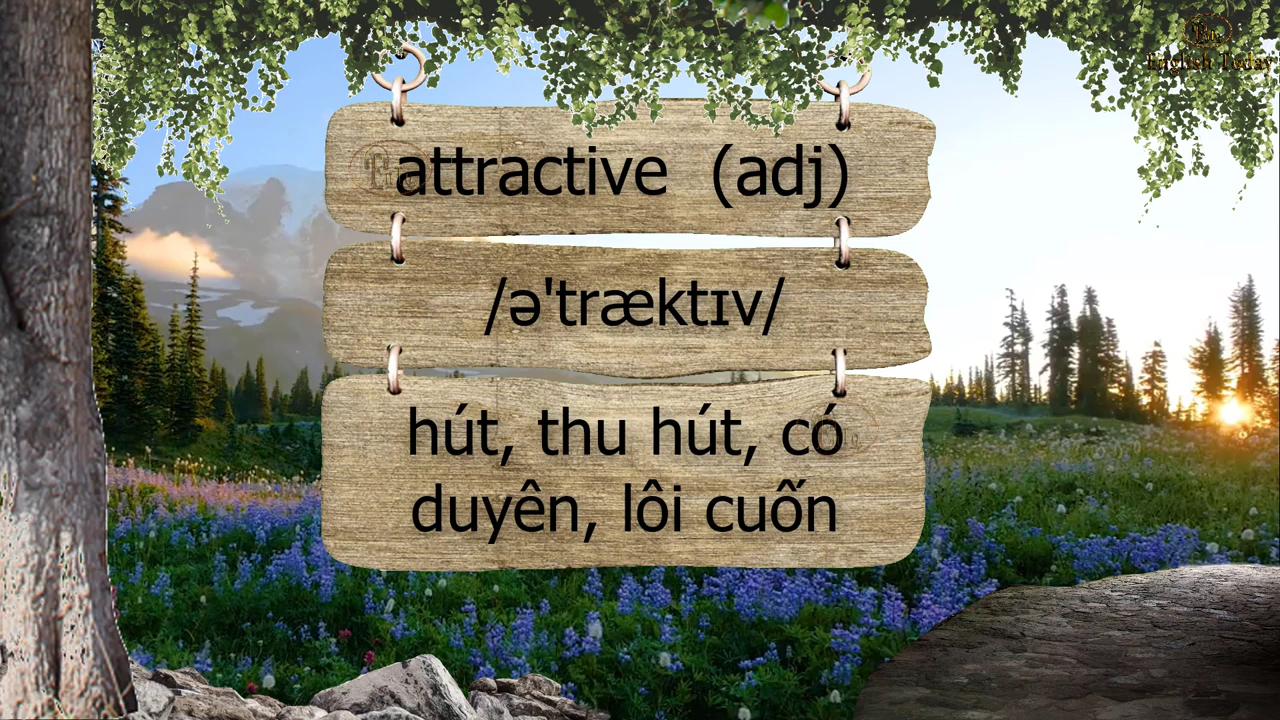 English Today
attractive (adj)
/ə'træktɪv/
hút, thu hút, có
duyên, lôi cuốn